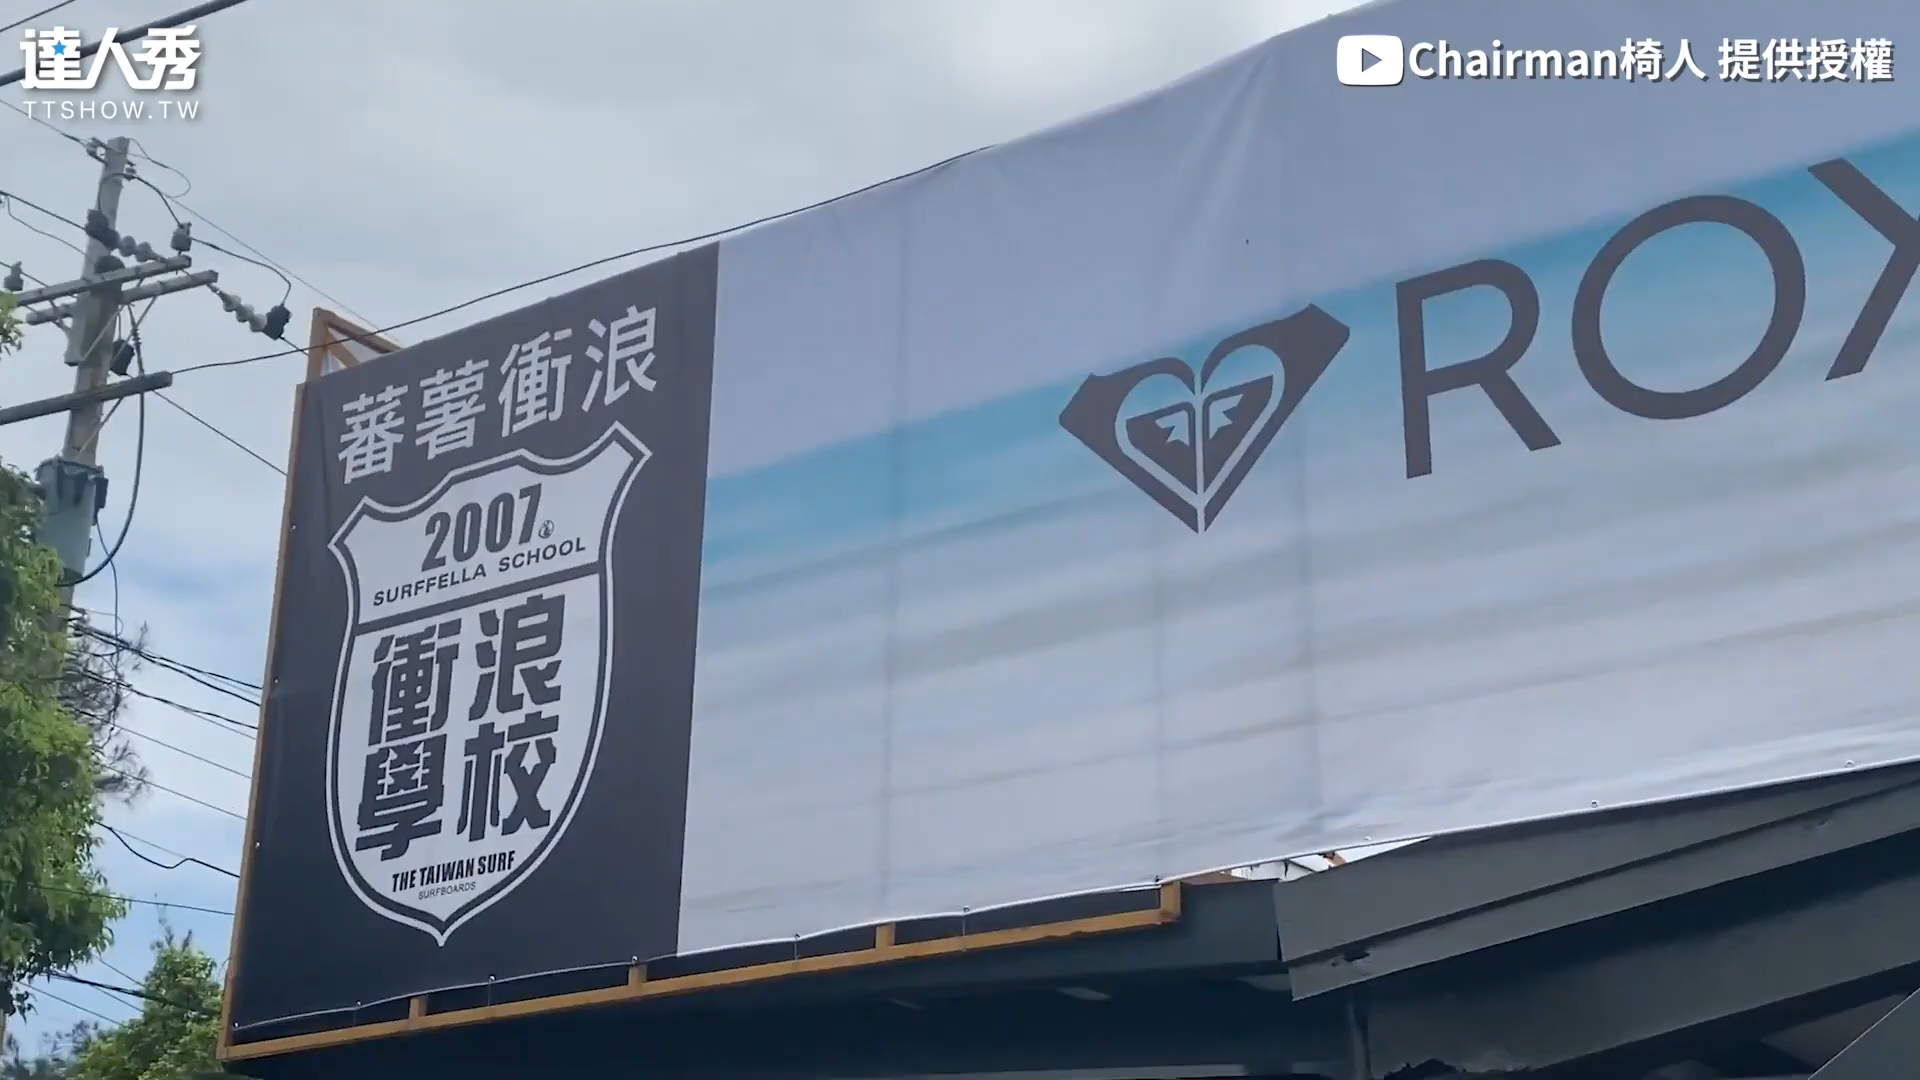 達人秀
TTSHOW.TW
Chairman椅人 提供授權
蕃薯衝浪
2007
SURFFELLA SCHOOL
衝浪
學校
THE TAIWAN SURF
SURFBOARDS
ROX